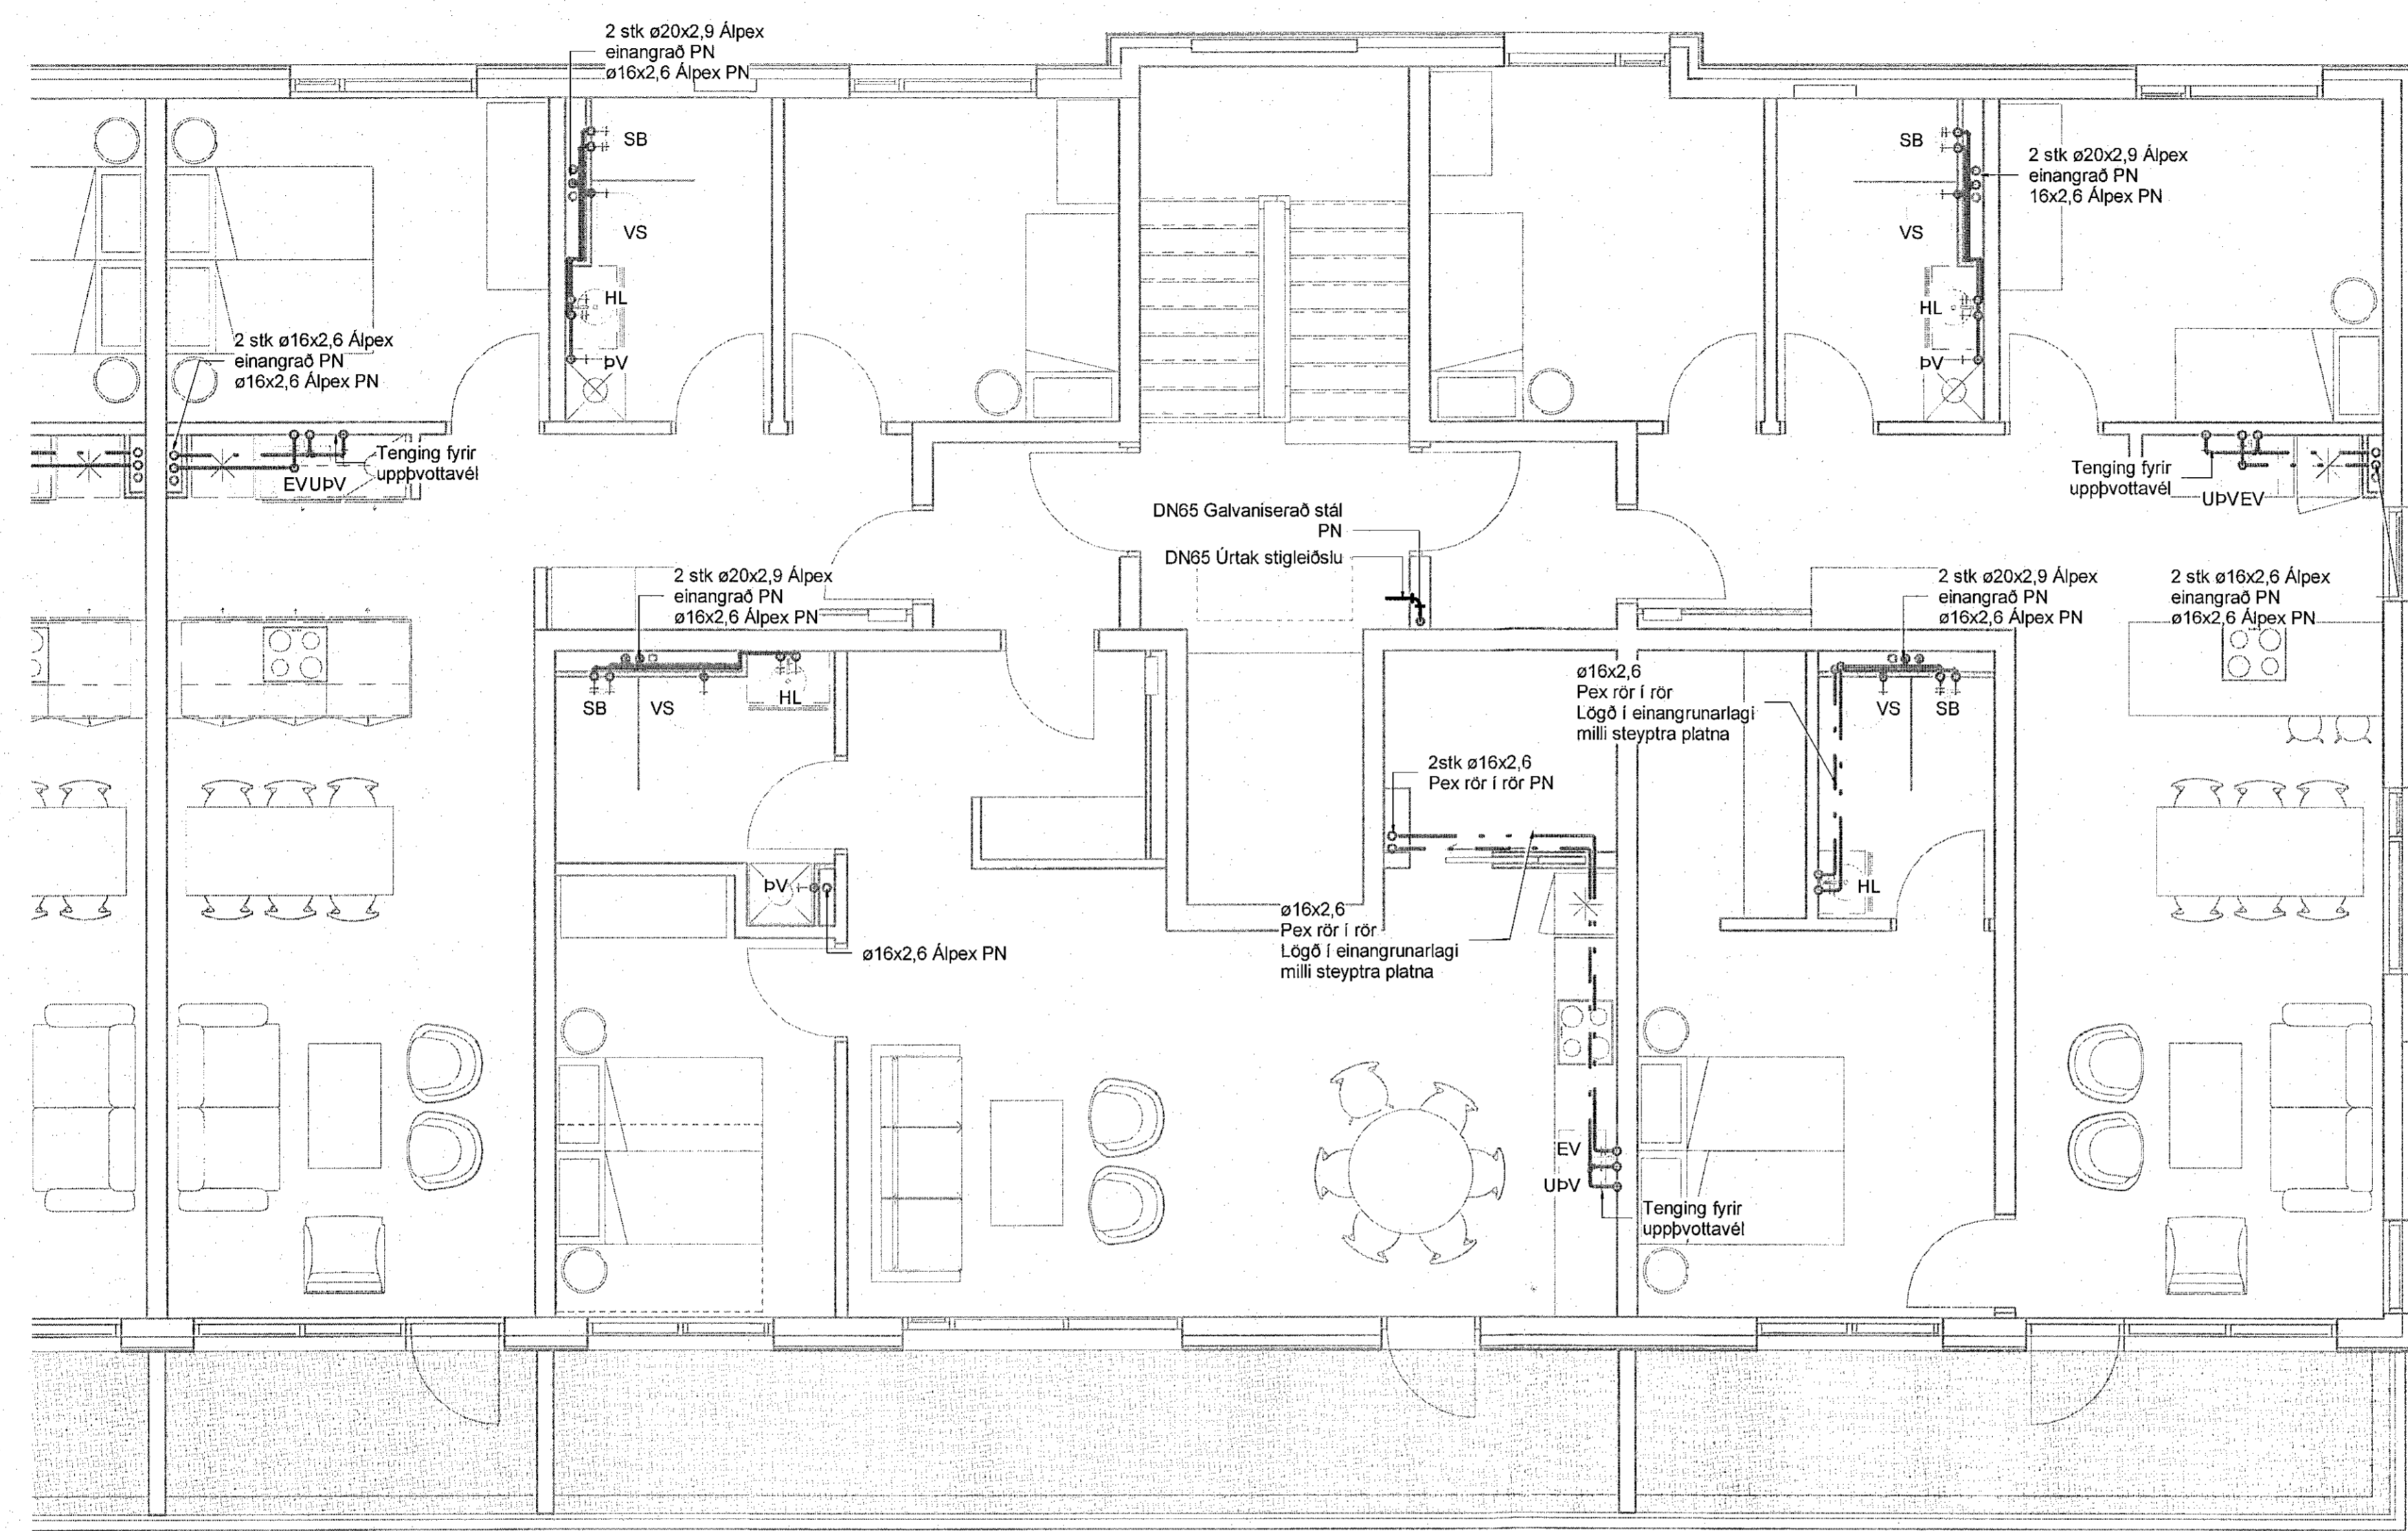 2 stk ø20x2,9 Álpex
einangrað PN
ø16x2,6 Álpex PN
SB
VS
HL
ÞV
SB
VS
HL
ÞV
2 stk ø20x2,9 Álpex
einangrað PN
16x2,6 Álpex PN
2 stk ø16x2,6 Álpex
einangrað PN
ø16x2,6 Álpex PN
Tenging fyrir
uppþvottavél
EV UÞV
Tenging fyrir
uppþvottavél
UÞV EV
DN65 Galvaniserað stál
PN
DN65 Úrtak stigleiðslu
2 stk ø20x2,9 Álpex
einangrað PN
ø16x2,6 Álpex PN
2 stk ø20x2,9 Álpex
einangrað PN
ø16x2,6 Álpex PN
2 stk ø16x2,6 Álpex
einangrað PN
ø16x2,6 Álpex PN
SB
VS
HL
ø16x2,6
Pex rör í rör
Lögð í einangrunarlagi
milli steyptra platna
VS
SB
2stk ø16x2,6
Pex rör í rör PN
ÞV
HL
ø16x2,6 Álpex PN
ø16x2,6
Pex rör í rör
Lögð í einangrunarlagi
milli steyptra platna
EV
UÞV
Tenging fyrir
uppþvottavél